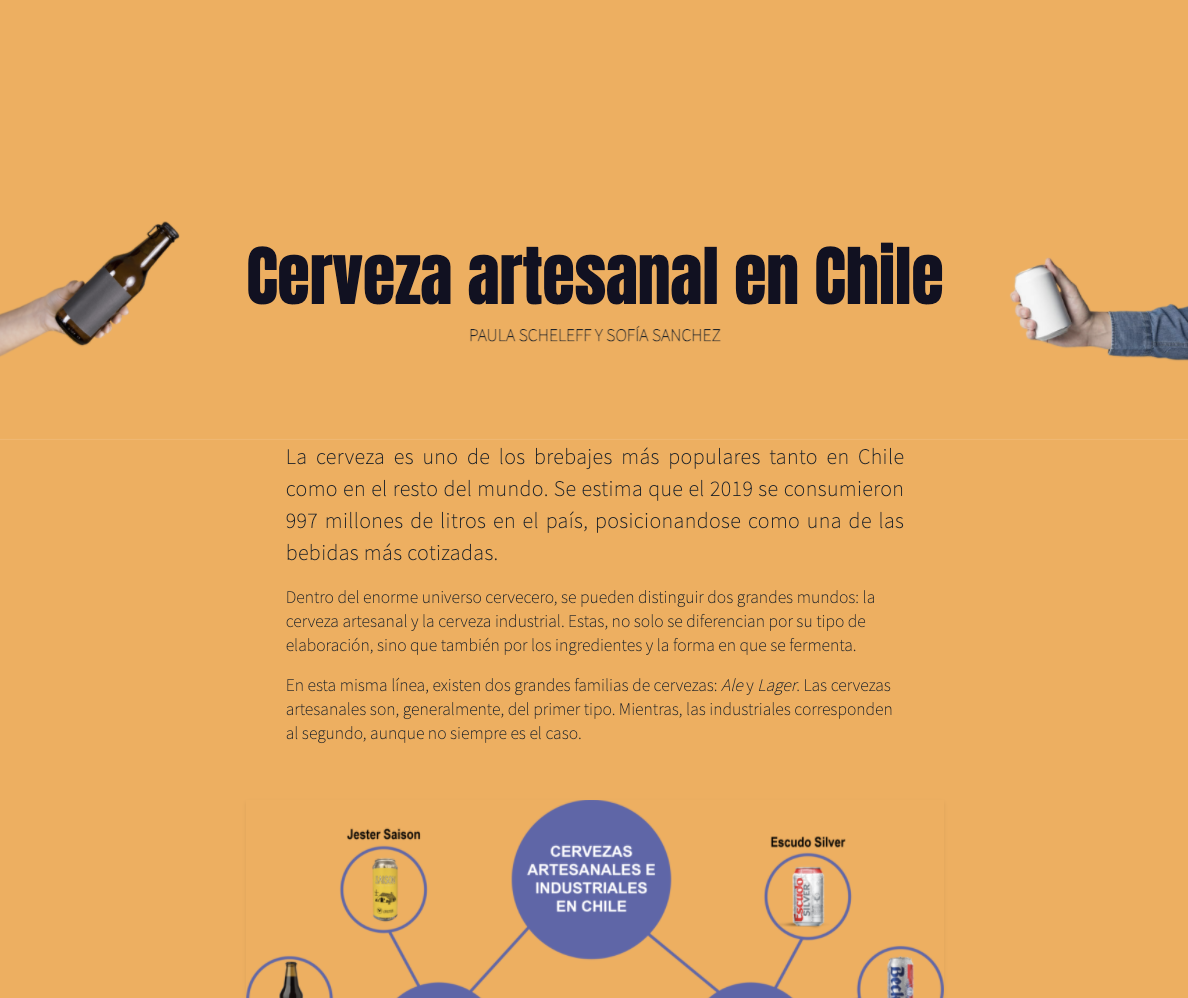 Cerveza artesanal en Chile
PAULA SCHELEFF Y SOFÍA SANCHEZ
La cerveza es uno de los brebajes más populares tanto en Chile
como en el resto del mundo. Se estima que el 2019 se consumieron
997 millones de litros en el país, posicionandose como una de las
bebidas más cotizadas.
Dentro del enorme universo cervecero, se pueden distinguir dos grandes mundos: la
cerveza artesanal y la cerveza industrial. Estas, no solo se diferencian por su tipo de
elaboración, sino que también por los ingredientes y la forma en que se fermenta.
En esta misma línea, existen dos grandes familias de cervezas: Ale y Lager. Las cervezas
artesanales son, generalmente, del primer tipo. Mientras, las industriales corresponden
al segundo, aunque no siempre es el caso.
Jester Saison
CERVEZAS
ARTESANALES E
INDUSTRIALES
EN CHILE
Escudo Silver
SAISON
Escudo
SILVER